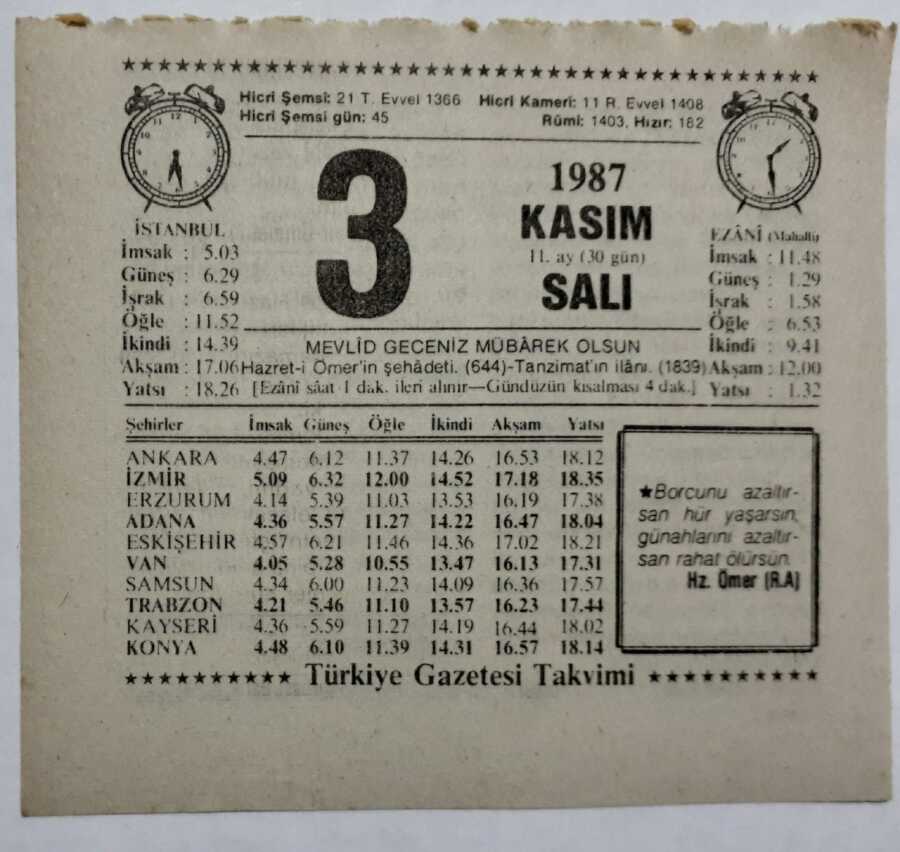 Hicrî Şemsî: 21 T. Evvel 1366 Hicrî Kamerî: 11 R. Evvel 1408
Hicrî Şemsî gün: 45 Rûmî: 1403, Hızır: 182
3
1987
KASIM
11. ay (30 gün)
SALI
İSTANBUL
İmsak : 5.03
Güneş : 6.29
İşrak : 6.59
Öğle : 11.52
İkindi : 14.39
Akşam : 17.06
Yatsı : 18.26
EZÂNÎ (Mahallî)
İmsak : 11.48
Güneş : 1.29
İşrak : 1.58
Öğle : 6.53
İkindi : 9.41
Akşam : 12.00
Yatsı : 1.32
MEVLİD GECENİZ MÜBÂREK OLSUN
Hazret-i Ömer'in şehâdeti. (644)-Tanzimat'ın ilânı. (1839)
[Ezânî sâat 1 dak. ileri alınır—Gündüzün kısalması 4 dak.]
Şehirler İmsak Güneş Öğle İkindi Akşam Yatsı
ANKARA 4.47 6.12 11.37 14.26 16.53 18.12
İZMİR 5.09 6.32 12.00 14.52 17.18 18.35
ERZURUM 4.14 5.39 11.03 13.53 16.19 17.38
ADANA 4.36 5.57 11.27 14.22 16.47 18.04
ESKİŞEHİR 4.57 6.21 11.46 14.36 17.02 18.21
VAN 4.05 5.28 10.55 13.47 16.13 17.31
SAMSUN 4.34 6.00 11.23 14.09 16.36 17.57
TRABZON 4.21 5.46 11.10 13.57 16.23 17.44
KAYSERİ 4.36 5.59 11.27 14.19 16.44 18.02
KONYA 4.48 6.10 11.39 14.31 16.57 18.14
★Borcunu azaltır-
san hür yaşarsın,
günahlarını azaltır-
san rahat ölürsün.
Hz. Ömer (R.A)
Türkiye Gazetesi Takvimi